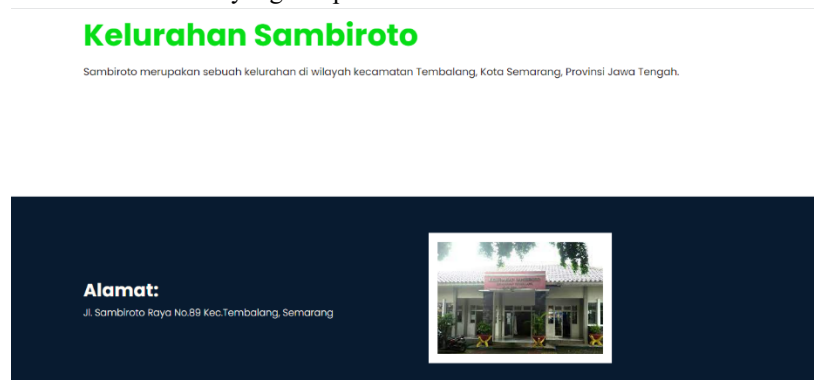 Kelurahan Sambiroto
Sambiroto merupakan sebuah kelurahan di wilayah kecamatan Tembalang, Kota Semarang, Provinsi Jawa Tengah.
Alamat:
Jl. Sambiroto Raya No.89 Kec.Tembalang, Semarang